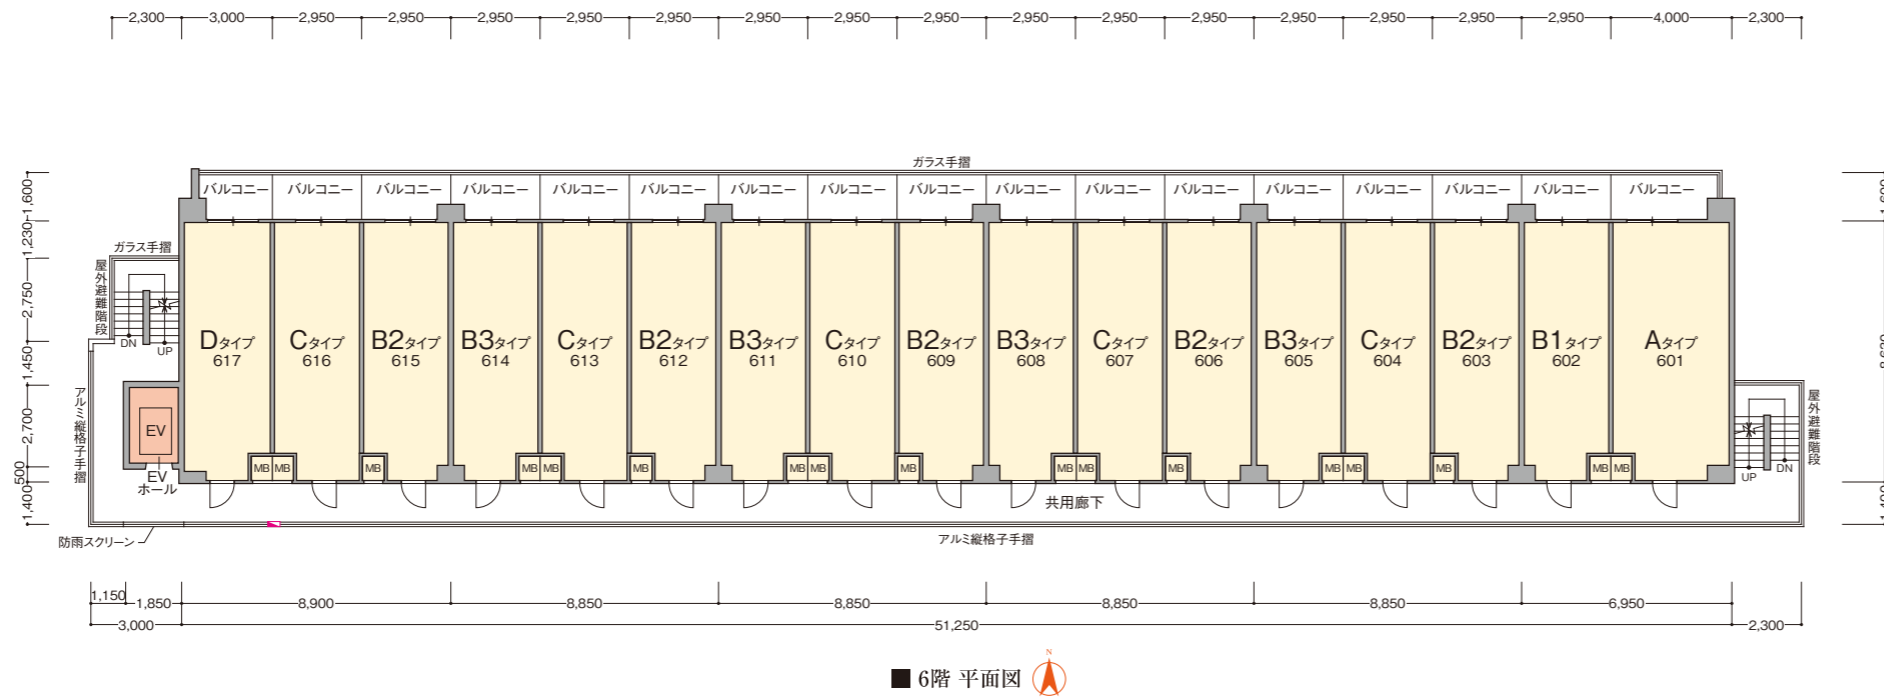 2,300 3,000 2,950 2,950 2,950 2,950 2,950 2,950 2,950 2,950 2,950 2,950 2,950 2,950 2,950 2,950 2,950 4,000 2,300
ガラス手摺
バルコニー バルコニー バルコニー バルコニー バルコニー バルコニー バルコニー バルコニー バルコニー バルコニー バルコニー バルコニー バルコニー バルコニー バルコニー バルコニー バルコニー
1,600
1,230
2,750
1,450
2,700
500
1,400
ガラス手摺
屋外避難階段
DN UP
アルミ縦格子手摺
EV
EV
ホール
Dタイプ Cタイプ B2タイプ B3タイプ Cタイプ B2タイプ B3タイプ Cタイプ B2タイプ B3タイプ Cタイプ B2タイプ B3タイプ Cタイプ B2タイプ B1タイプ Aタイプ
617 616 615 614 613 612 611 610 609 608 607 606 605 604 603 602 601
MB MB MB MB MB MB MB MB MB MB MB MB MB MB MB MB MB
屋外避難階段
UP DN
共用廊下
防雨スクリーン
アルミ縦格子手摺
1,150 1,850 8,900 8,850 8,850 8,850 8,850 6,950
3,000 51,250 2,300
N
■ 6階 平面図